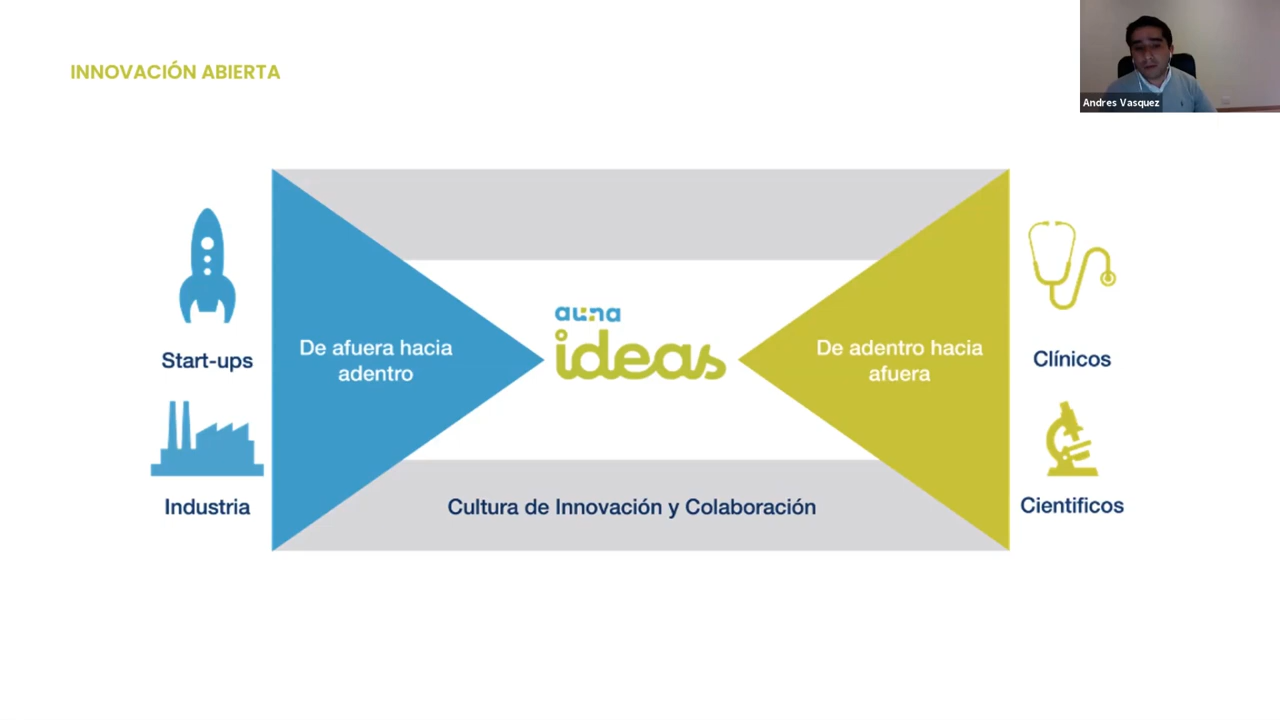 INNOVACIÓN ABIERTA
Andres Vasquez
Start-ups
Industria
De afuera hacia
adentro
auna
ideas
De adentro hacia
afuera
Clínicos
Cientificos
Cultura de Innovación y Colaboración